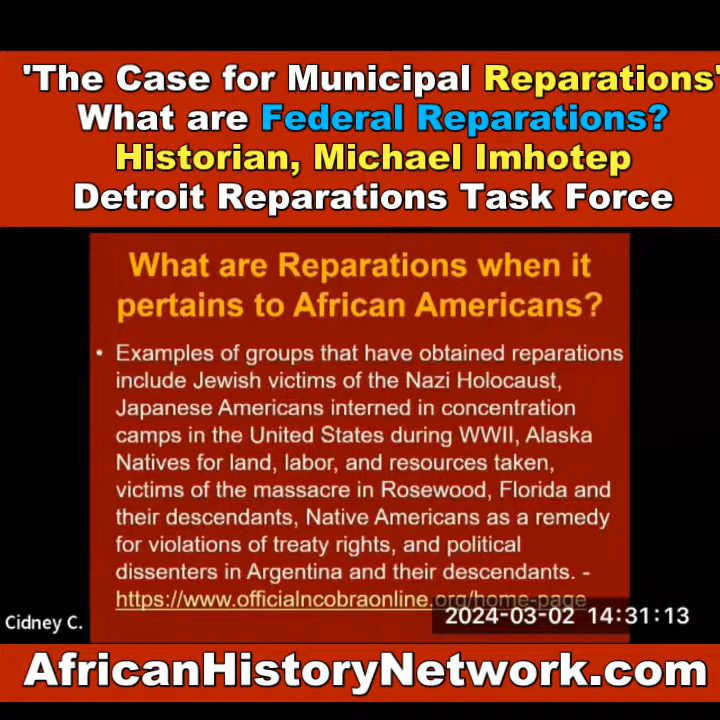 'The Case for Municipal Reparations'
What are Federal Reparations?
Historian, Michael Imhotep
Detroit Reparations Task Force
What are Reparations when it
pertains to African Americans?
• Examples of groups that have obtained reparations
include Jewish victims of the Nazi Holocaust,
Japanese Americans interned in concentration
camps in the United States during WWII, Alaska
Natives for land, labor, and resources taken,
victims of the massacre in Rosewood, Florida and
their descendants, Native Americans as a remedy
for violations of treaty rights, and political
dissenters in Argentina and their descendants. -
https://www.officialncobraonline.org/home-page
Cidney C.
2024-03-02 14:31:13
AfricanHistoryNetwork.com